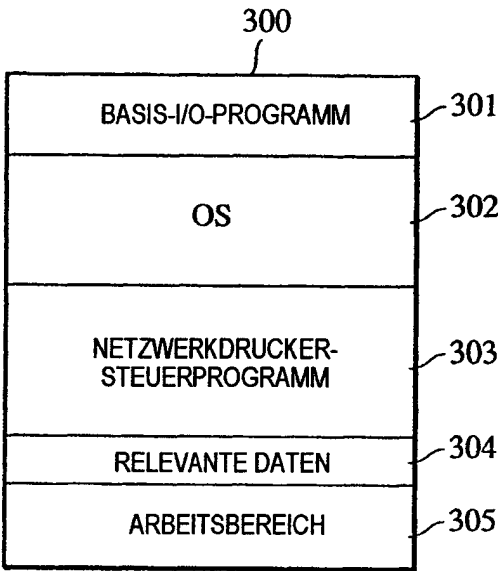 300
BASIS-I/O-PROGRAMM
301
OS
302
NETZWERKDRUCKER-
STEUERPROGRAMM
303
RELEVANTE DATEN
304
ARBEITSBEREICH
305